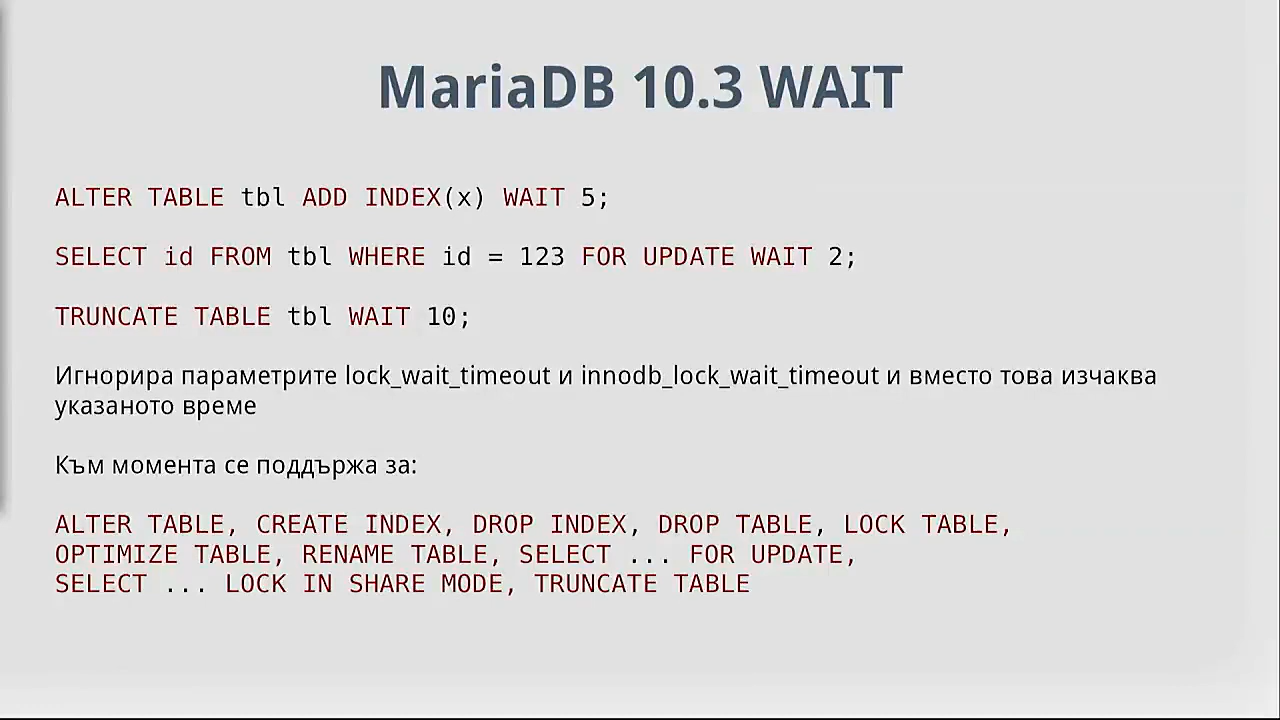 MariaDB 10.3 WAIT
ALTER TABLE tbl ADD INDEX(x) WAIT 5;
SELECT id FROM tbl WHERE id = 123 FOR UPDATE WAIT 2;
TRUNCATE TABLE tbl WAIT 10;
Игнорира параметрите lock_wait_timeout и innodb_lock_wait_timeout и вместо това изчаква
указаното време
Към момента се поддържа за:
ALTER TABLE, CREATE INDEX, DROP INDEX, DROP TABLE, LOCK TABLE,
OPTIMIZE TABLE, RENAME TABLE, SELECT ... FOR UPDATE,
SELECT ... LOCK IN SHARE MODE, TRUNCATE TABLE